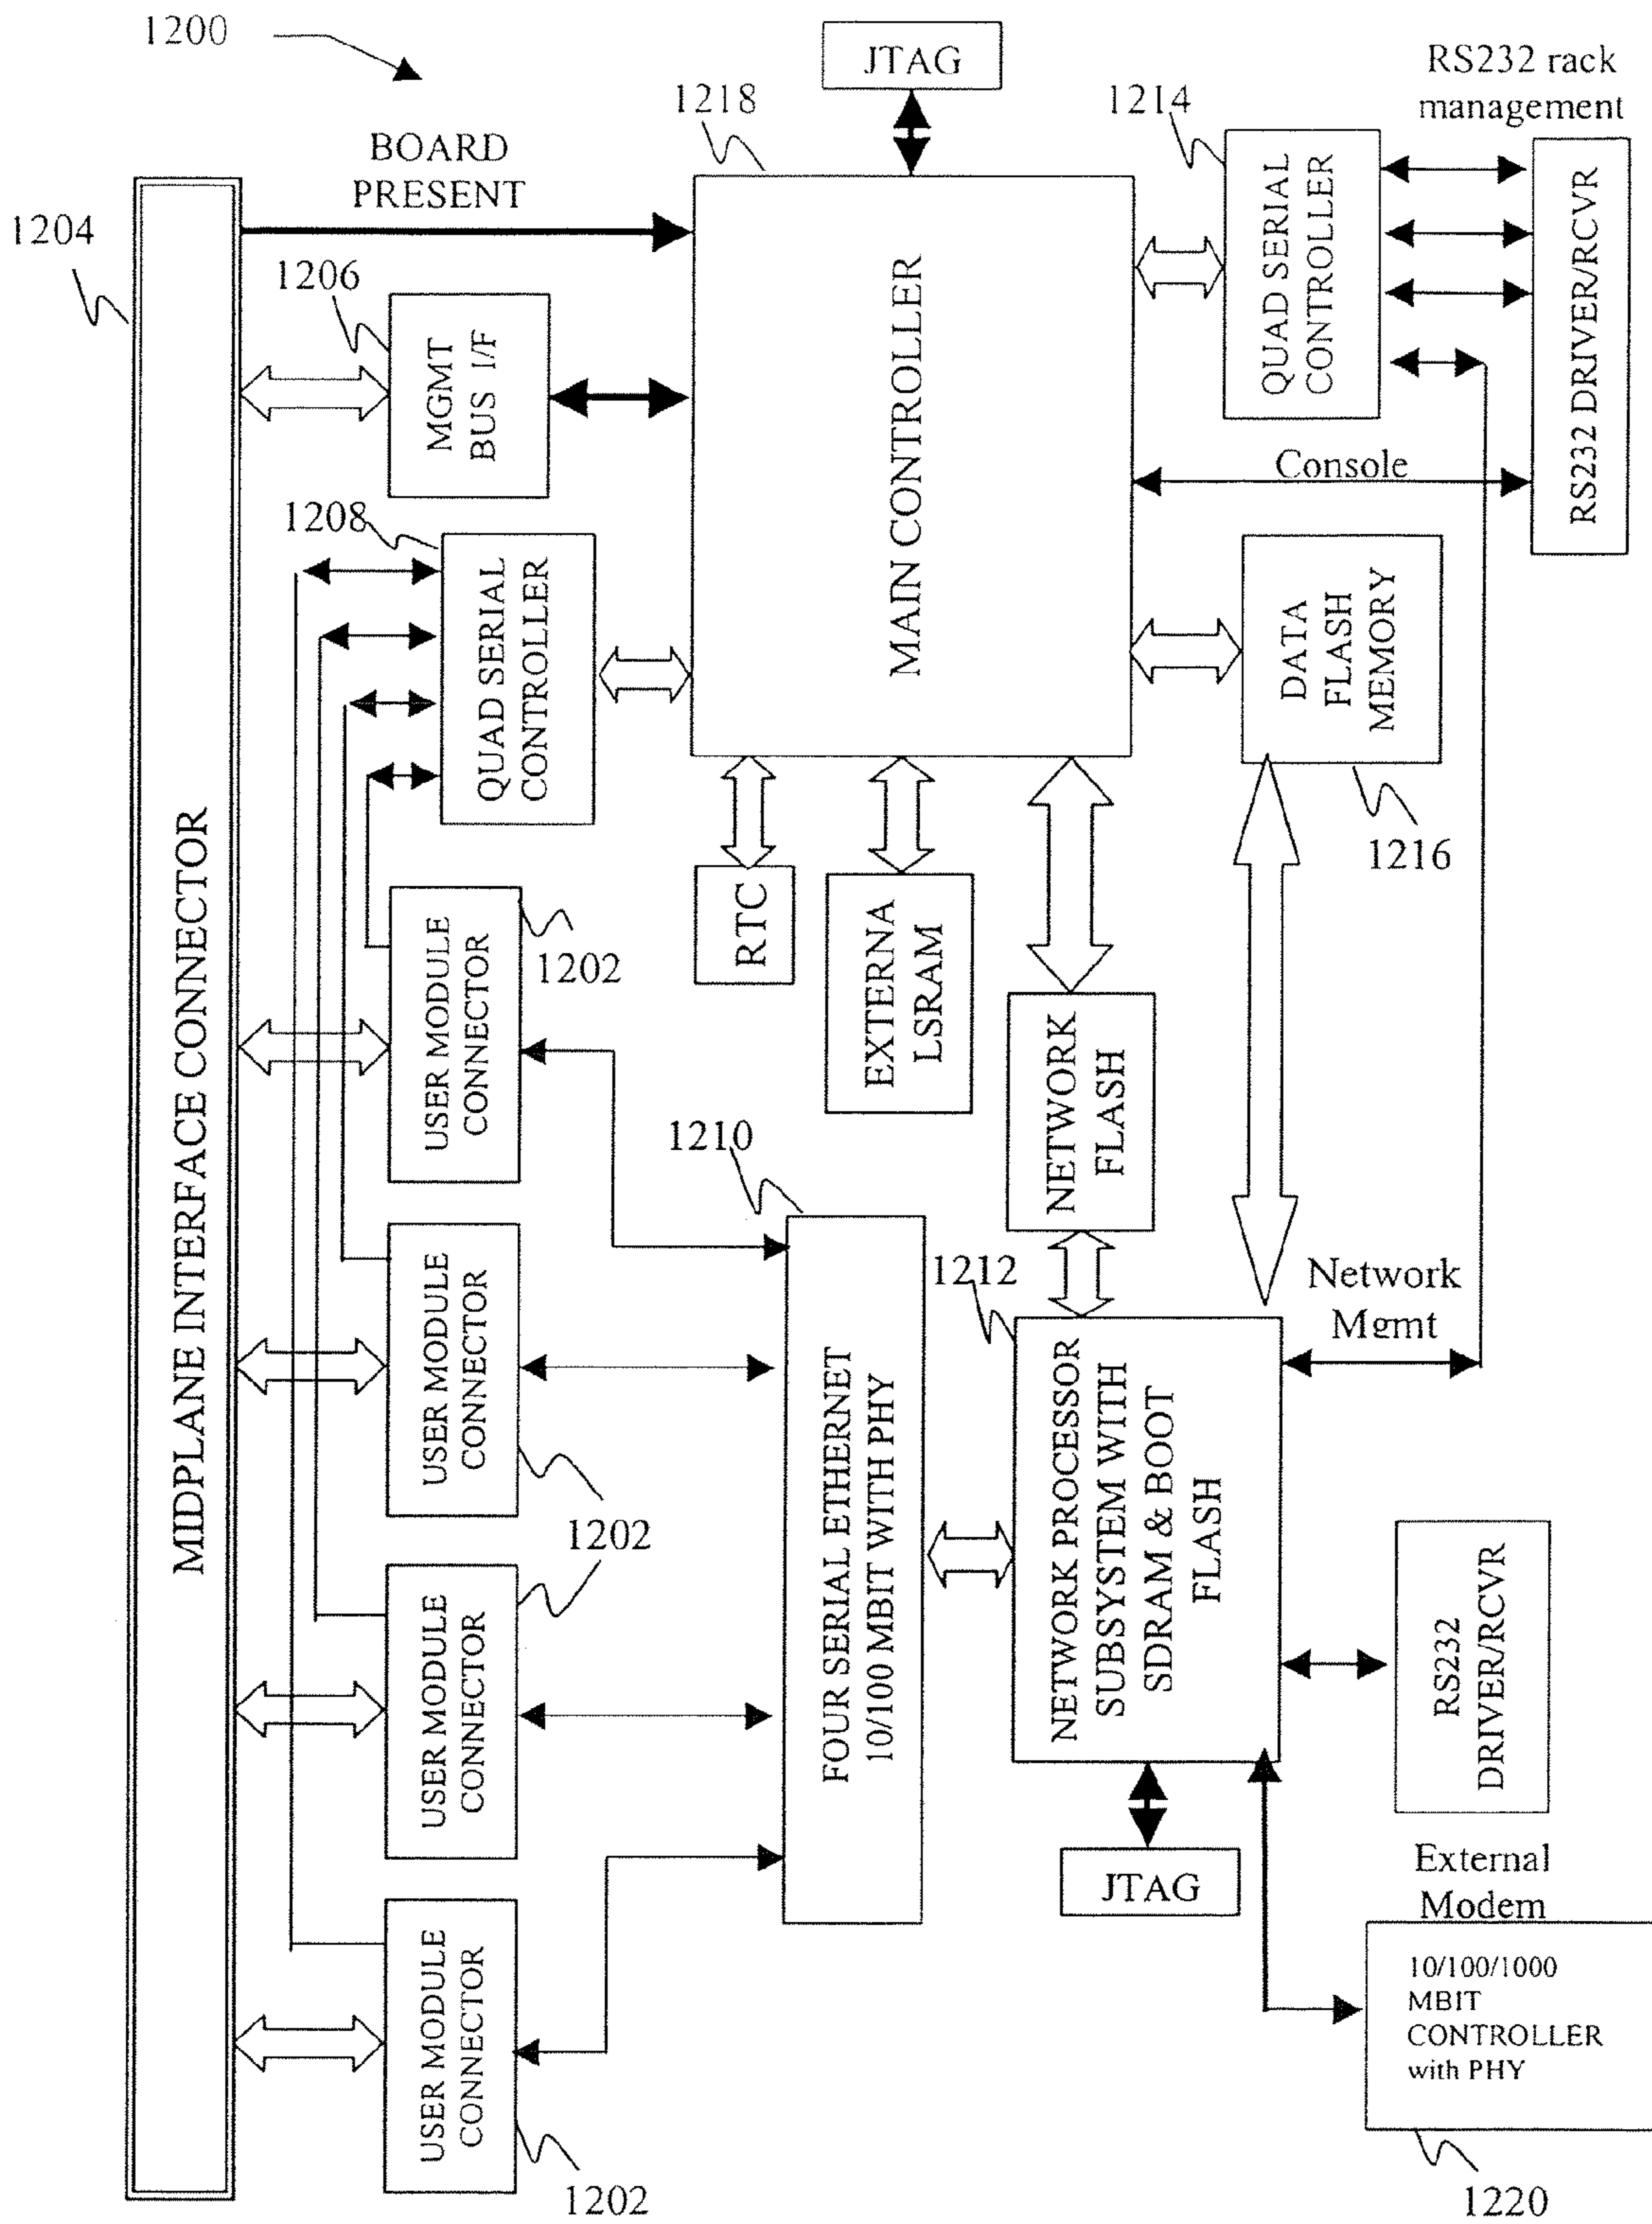 1200
JTAG
RS232 rack
management
1218
1214
BOARD
PRESENT
1204
1206
MIDPLANE INTERFACE CONNECTOR
MGMT
BUS I/F
MAIN CONTROLLER
QUAD SERIAL
CONTROLLER
RS232 DRIVER/RCVR
Console
1208
QUAD SERIAL
CONTROLLER
DATA
FLASH
MEMORY
1216
RTC
EXTERNA
LSRAM
NETWORK
FLASH
USER MODULE
CONNECTOR
1202
1210
USER MODULE
CONNECTOR
1202
1212
Network
Mgmt
FOUR SERIAL ETHERNET
10/100 MBIT WITH PHY
NETWORK PROCESSOR
SUBSYSTEM WITH
SDRAM & BOOT
FLASH
USER MODULE
CONNECTOR
RS232
DRIVER/RCVR
JTAG
External
Modem
USER MODULE
CONNECTOR
1202
10/100/1000
MBIT
CONTROLLER
with PHY
1220